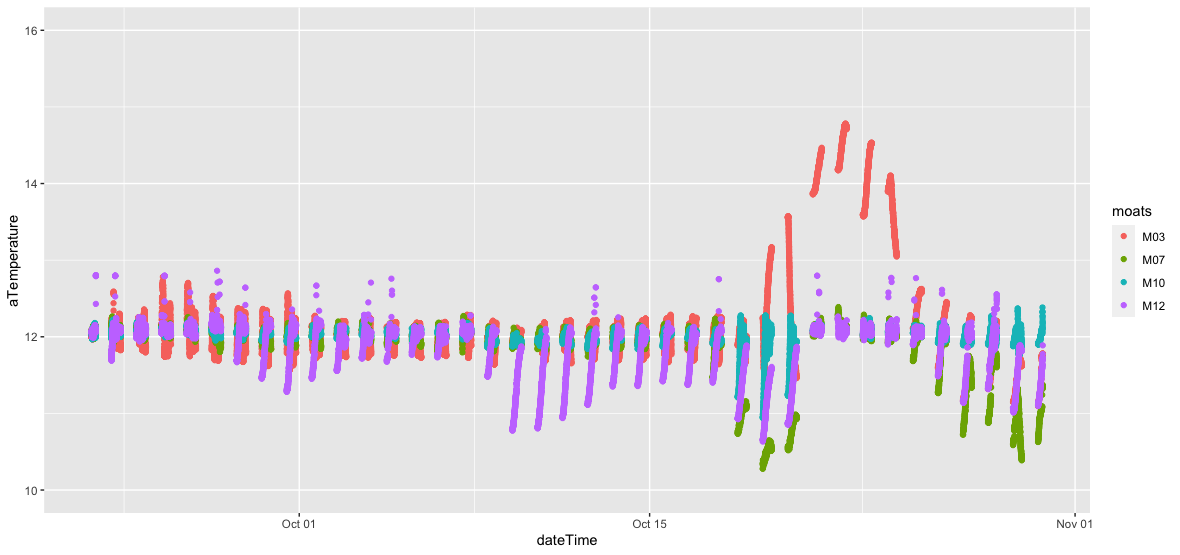 16
14
12
10
aTemperature
Oct 01
Oct 15
Nov 01
dateTime
moats
M03
M07
M10
M12